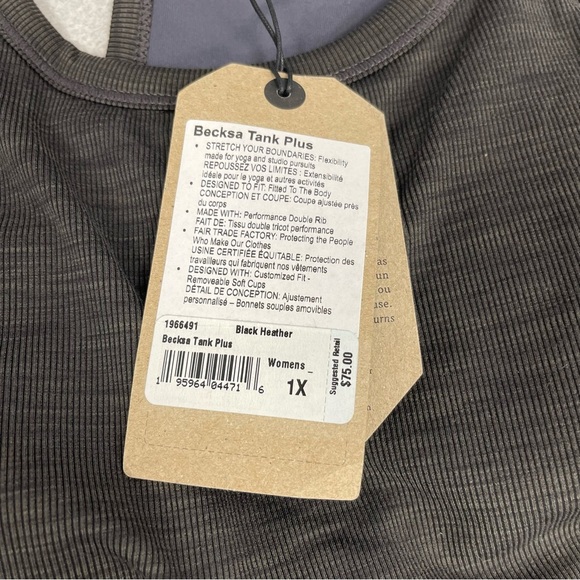 Becksa Tank Plus
• STRETCH YOUR BOUNDARIES: Flexibility
made for yoga and studio pursuits
REPOUSSEZ VOS LIMITES : Extensibilité
idéale pour le yoga et autres activités
• DESIGNED TO FIT: Fitted To The Body
CONCEPTION ET COUPE: Coupe ajustée près
du corps
• MADE WITH: Performance Double Rib
FAIT DE: Tissu double tricot performance
• FAIR TRADE FACTORY: Protecting the People
Who Make Our Clothes
USINE CERTIFIÉE ÉQUITABLE: Protection des
travailleurs qui fabriquent nos vêtements
• DESIGNED WITH: Customized Fit -
Removeable Soft Cups
DÉTAIL DE CONCEPTION: Ajustement
personnalisé – Bonnets souples amovibles
1966491 Black Heather
Becksa Tank Plus
Womens _
1X
1 95964 04471 6
Suggested Retail
$75.00
as
un
ou
use.
urns